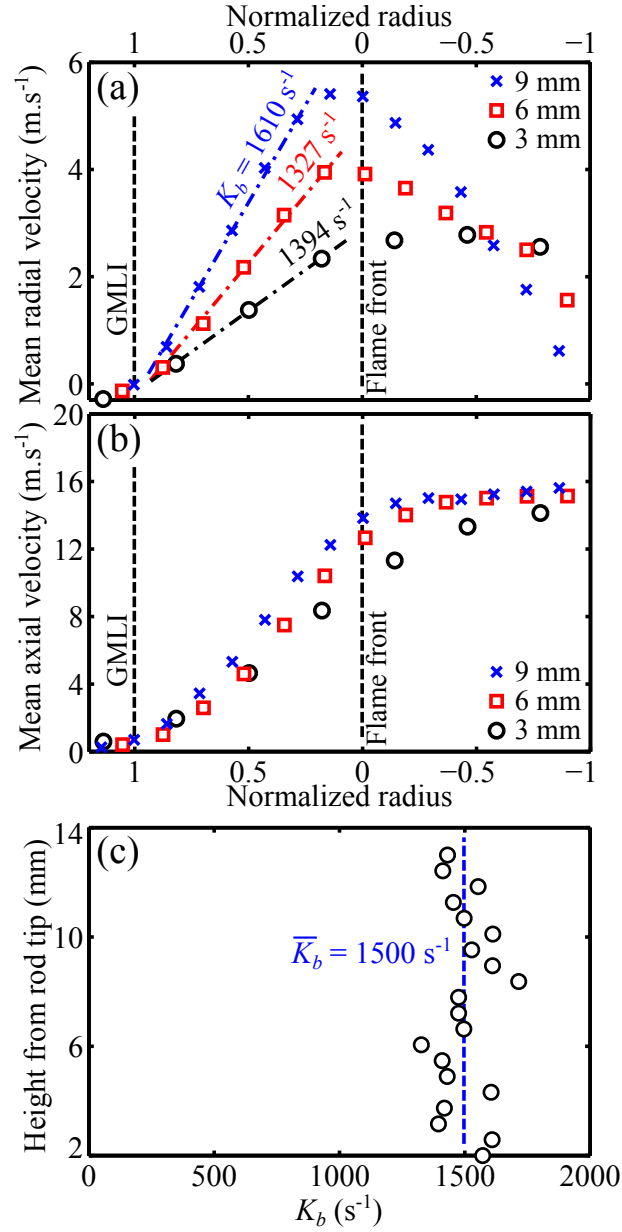 Normalized radius
1 0.5 0 −0.5 −1
(a)
6
4
2
0
Mean radial velocity (m.s-1)
K_b = 1610 s-1
1327 s-1
1394 s-1
× 9 mm
□ 6 mm
○ 3 mm
GMLI
Flame front
(b)
20
16
12
8
4
0
Mean axial velocity (m.s-1)
GMLI
Flame front
× 9 mm
□ 6 mm
○ 3 mm
1 0.5 0 −0.5 −1
Normalized radius
(c)
14
10
6
2
Height from rod tip (mm)
K̅_b = 1500 s-1
0 500 1000 1500 2000
K_b (s-1)